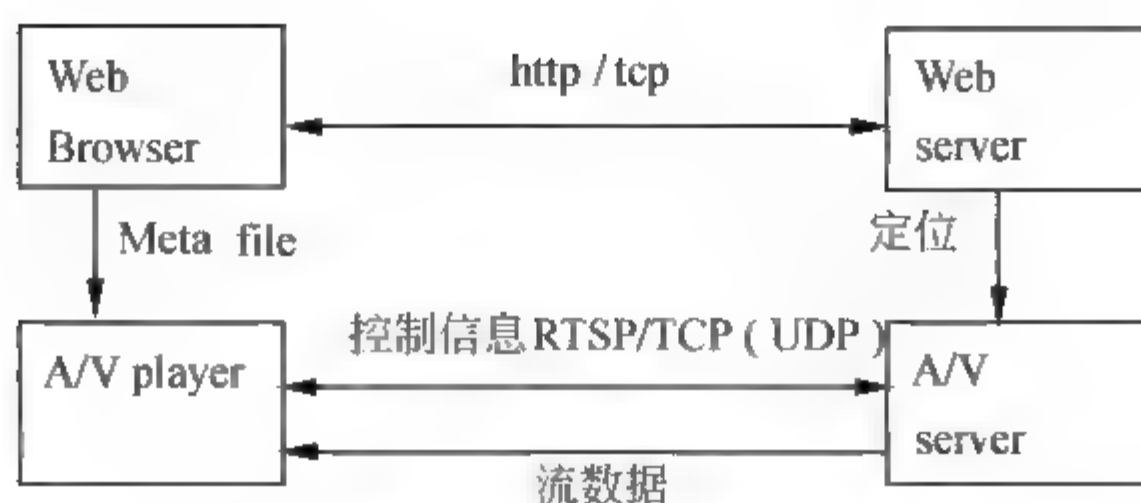 Web
Browser
http / tcp
Web
server
Meta file
定位
A/V player
控制信息RTSP/TCP ( UDP )
A/V
server
流数据